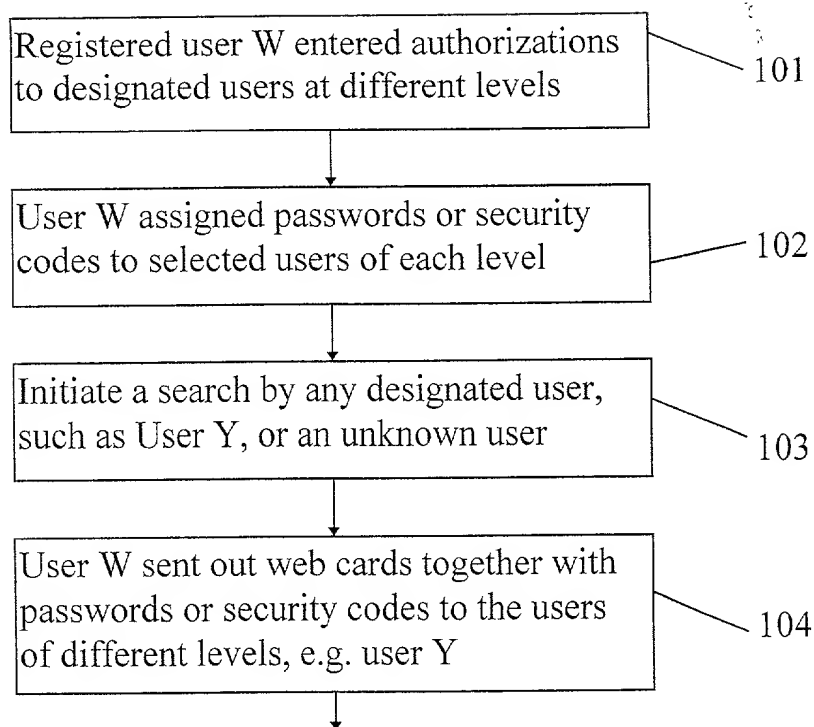 Registered user W entered authorizations
to designated users at different levels
101
User W assigned passwords or security
codes to selected users of each level
102
Initiate a search by any designated user,
such as User Y, or an unknown user
103
User W sent out web cards together with
passwords or security codes to the users
of different levels, e.g. user Y
104